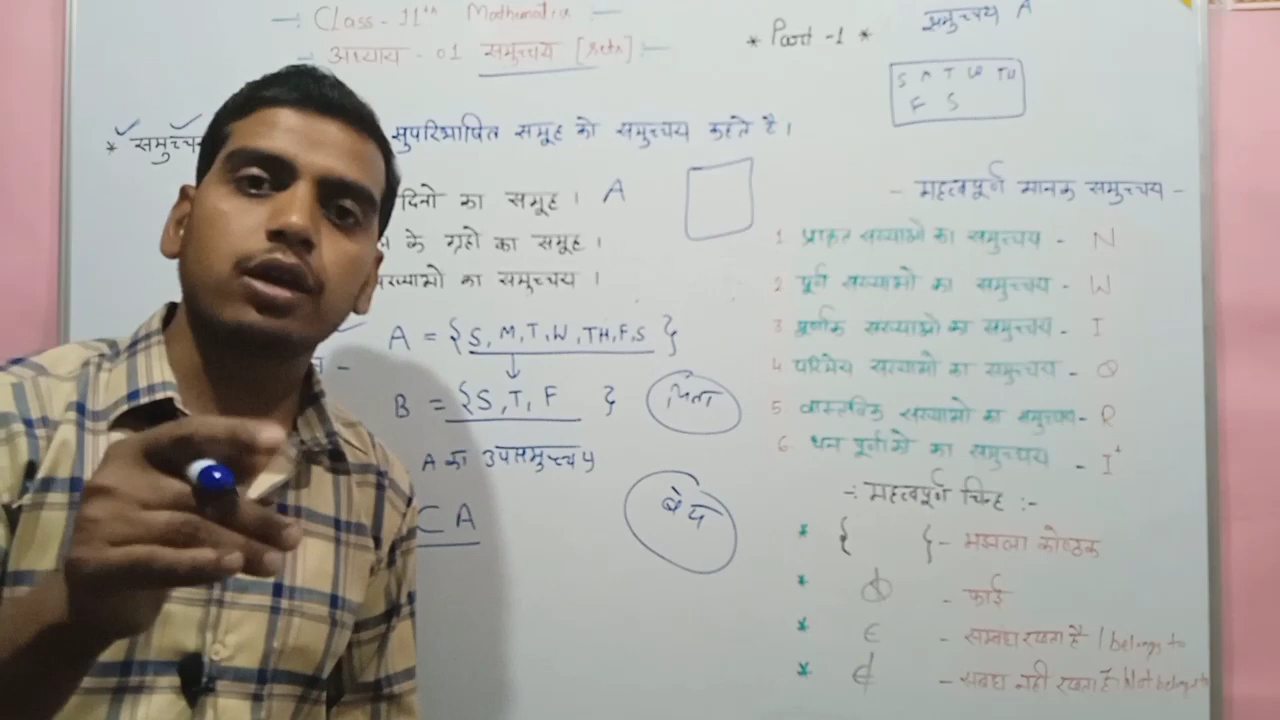 -: Class - 11th Mathematics :-
-: अध्याय - 01 समुच्चय [sets] :-
* Part -1 *
समुच्चय A
S M T W TH
F S
* समुच्चय
सुपरिभाषित समूह को समुच्चय कहते है।
दिनो का समूह। A
के ग्रहो का समूह।
संख्याओ का समुच्चय।
A = {S, M, T, W, TH, F, S }
B = {S, T, F }
पिता
A का उपसमुच्चय
⊂ A
- महत्वपूर्ण मानक समुच्चय -
1 प्राकृत संख्याओ का समुच्चय - N
2 पूर्ण संख्याओ का समुच्चय - W
3 पूर्णांक संख्याओ का समुच्चय - I
4 परिमेय संख्याओ का समुच्चय - Q
5 वास्तविक संख्याओ का समुच्चय - R
6. धन पूर्णांको का समुच्चय - I+
-: महत्वपूर्ण चिन्ह :-
* { } - मझला कोष्ठक
* ϕ - फाई
* ∈ - सम्बंध रखता है / belongs to
* ∉ - संबंध नही रखता है / Not belongs to